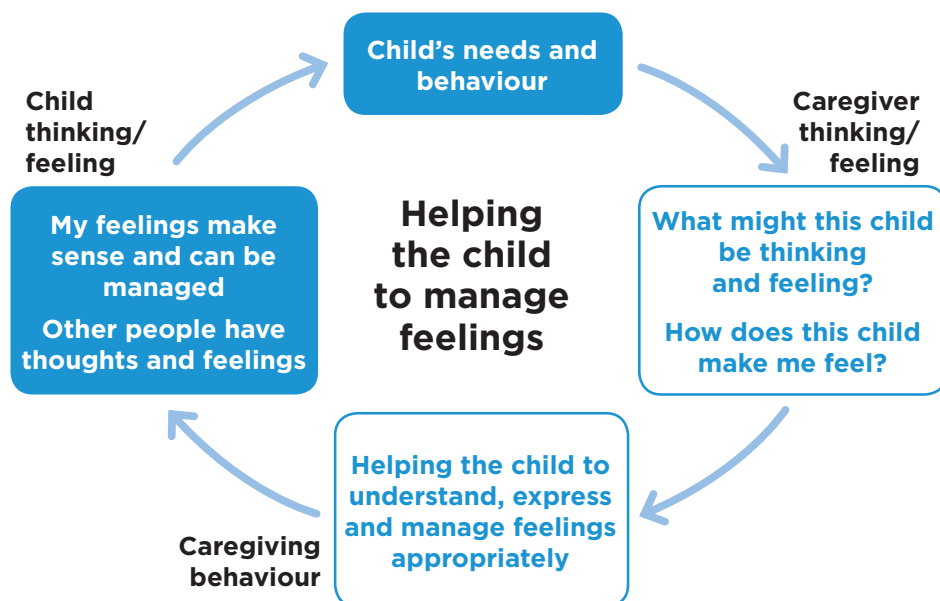 Child’s needs and
behaviour
Child
thinking/
feeling
Caregiver
thinking/
feeling
My feelings make
sense and can be
managed
Other people have
thoughts and feelings
Helping
the child
to manage
feelings
What might this child
be thinking
and feeling?
How does this child
make me feel?
Helping the child to
understand, express
and manage feelings
appropriately
Caregiving
behaviour